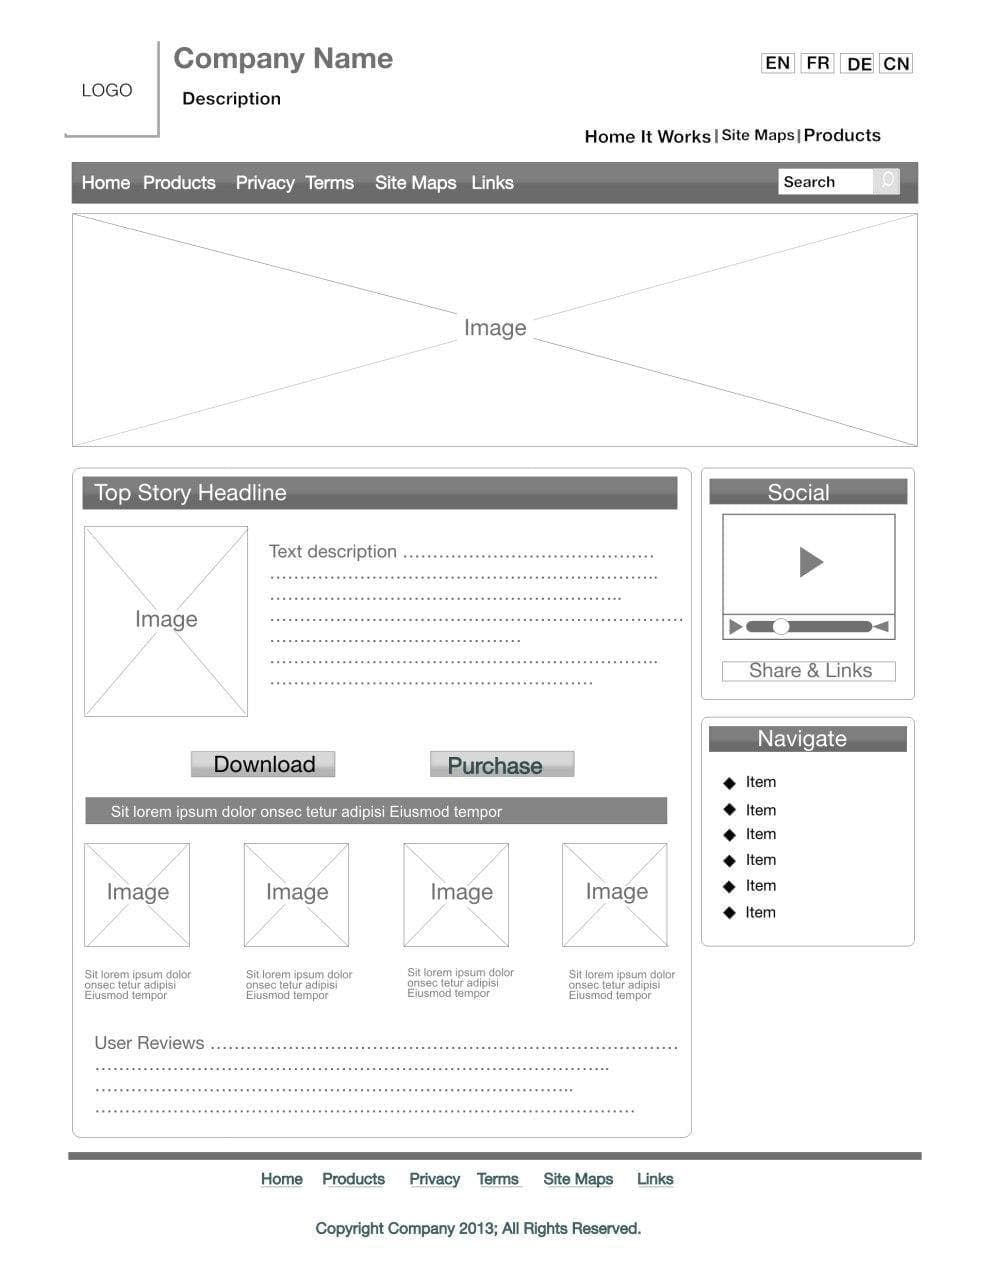 Company Name
LOGO
Description
EN FR DE CN
Home It Works | Site Maps | Products
Home Products Privacy Terms Site Maps Links Search
Image
Top Story Headline
Text description ..........................................
Image
Download Purchase
Sit lorem ipsum dolor onsec tetur adipisi Eiusmod tempor
Image Image Image Image
Sit lorem ipsum dolor
onsec tetur adipisi
Eiusmod tempor
Sit lorem ipsum dolor
onsec tetur adipisi
Eiusmod tempor
Sit lorem ipsum dolor
onsec tetur adipisi
Eiusmod tempor
Sit lorem ipsum dolor
onsec tetur adipisi
Eiusmod tempor
User Reviews ..............................................................................
Social
Share & Links
Navigate
Item
Item
Item
Item
Item
Item
Home Products Privacy Terms Site Maps Links
Copyright Company 2013; All Rights Reserved.